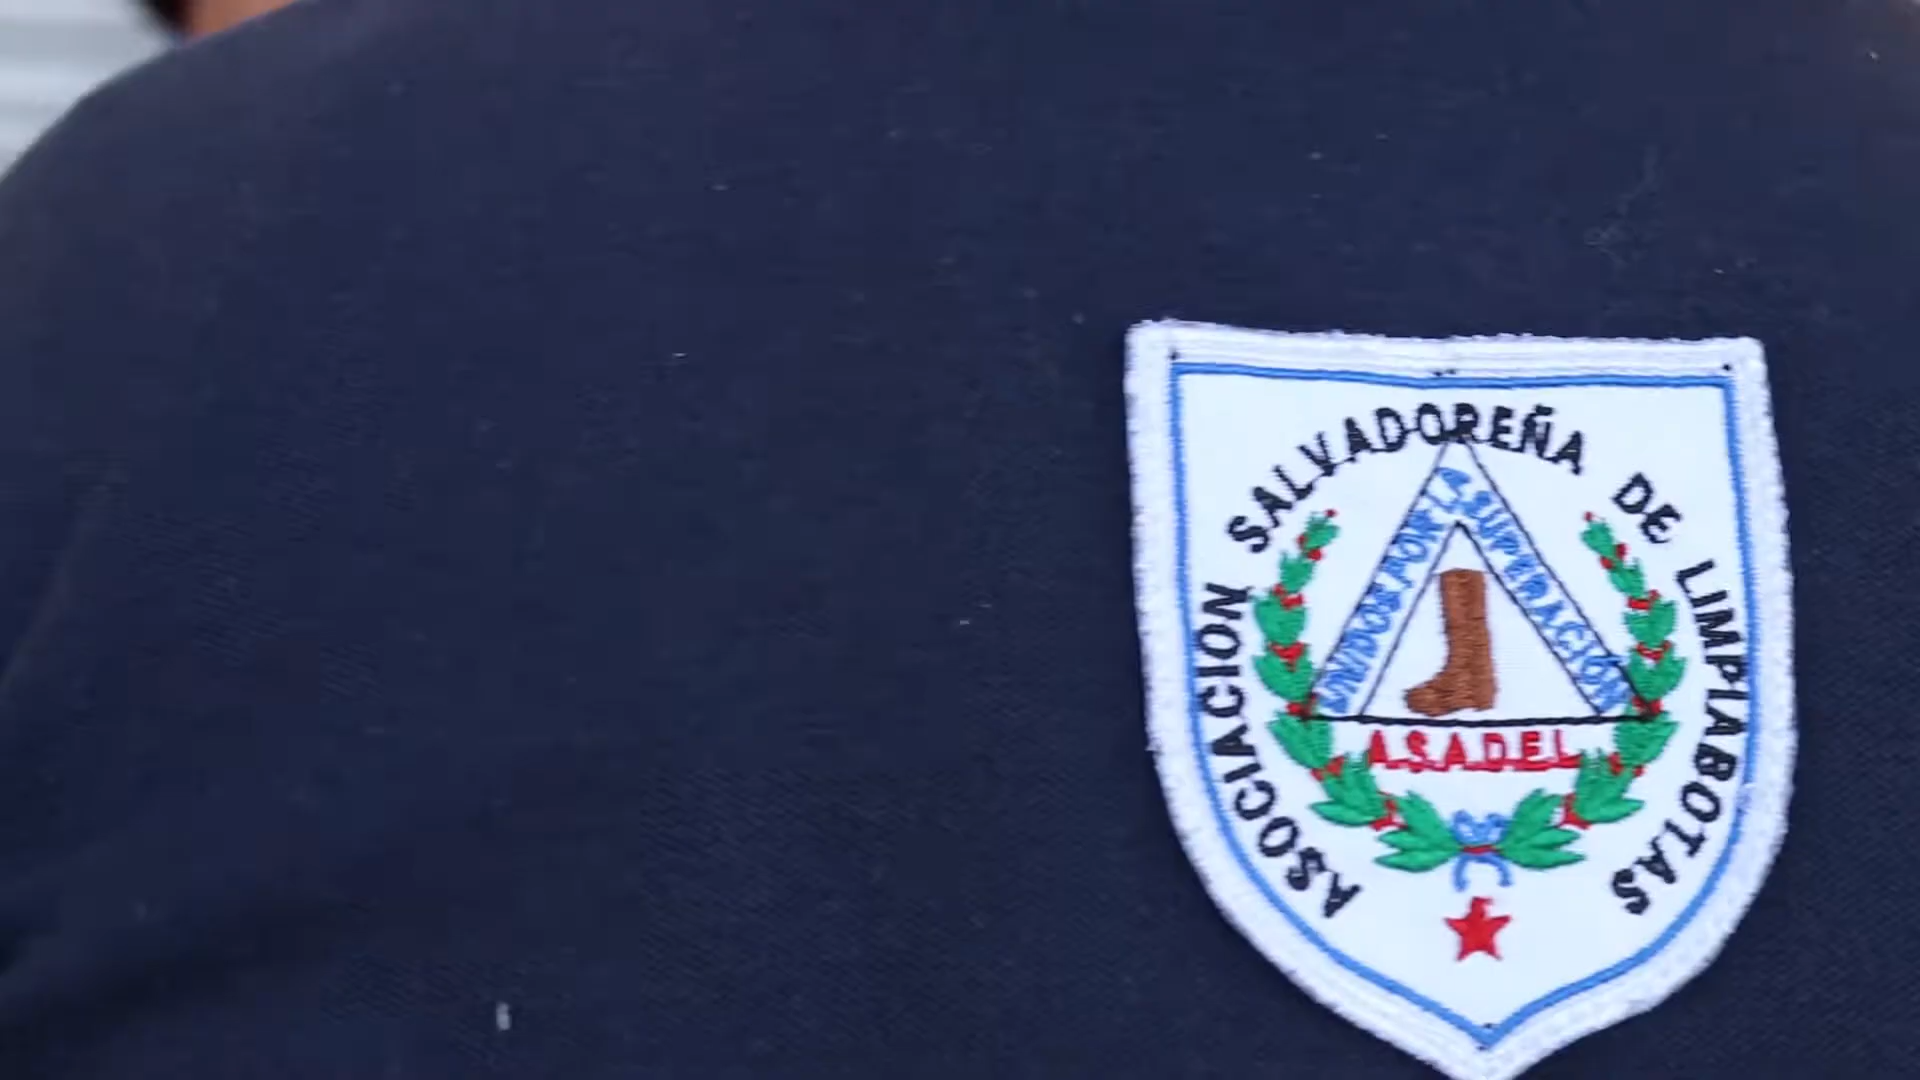 ASOCIACION SALVADOREÑA DE LIMPIABOTAS
UNIDOS POR LA SUPERACIÓN
A.S.A.D.E.L